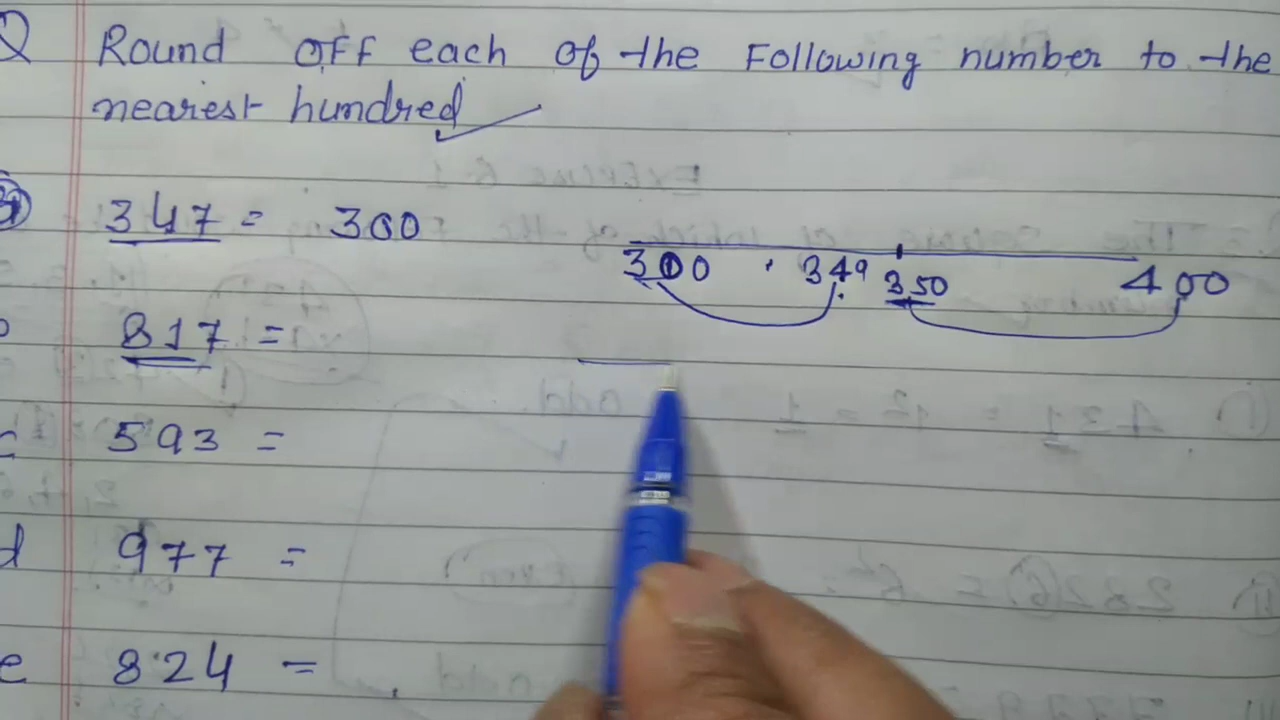 Q Round OFF each of the Following number to the
nearest hundred
347 = 300
300 349 350 400
817 =
c 593 =
d 977 =
e 824 =